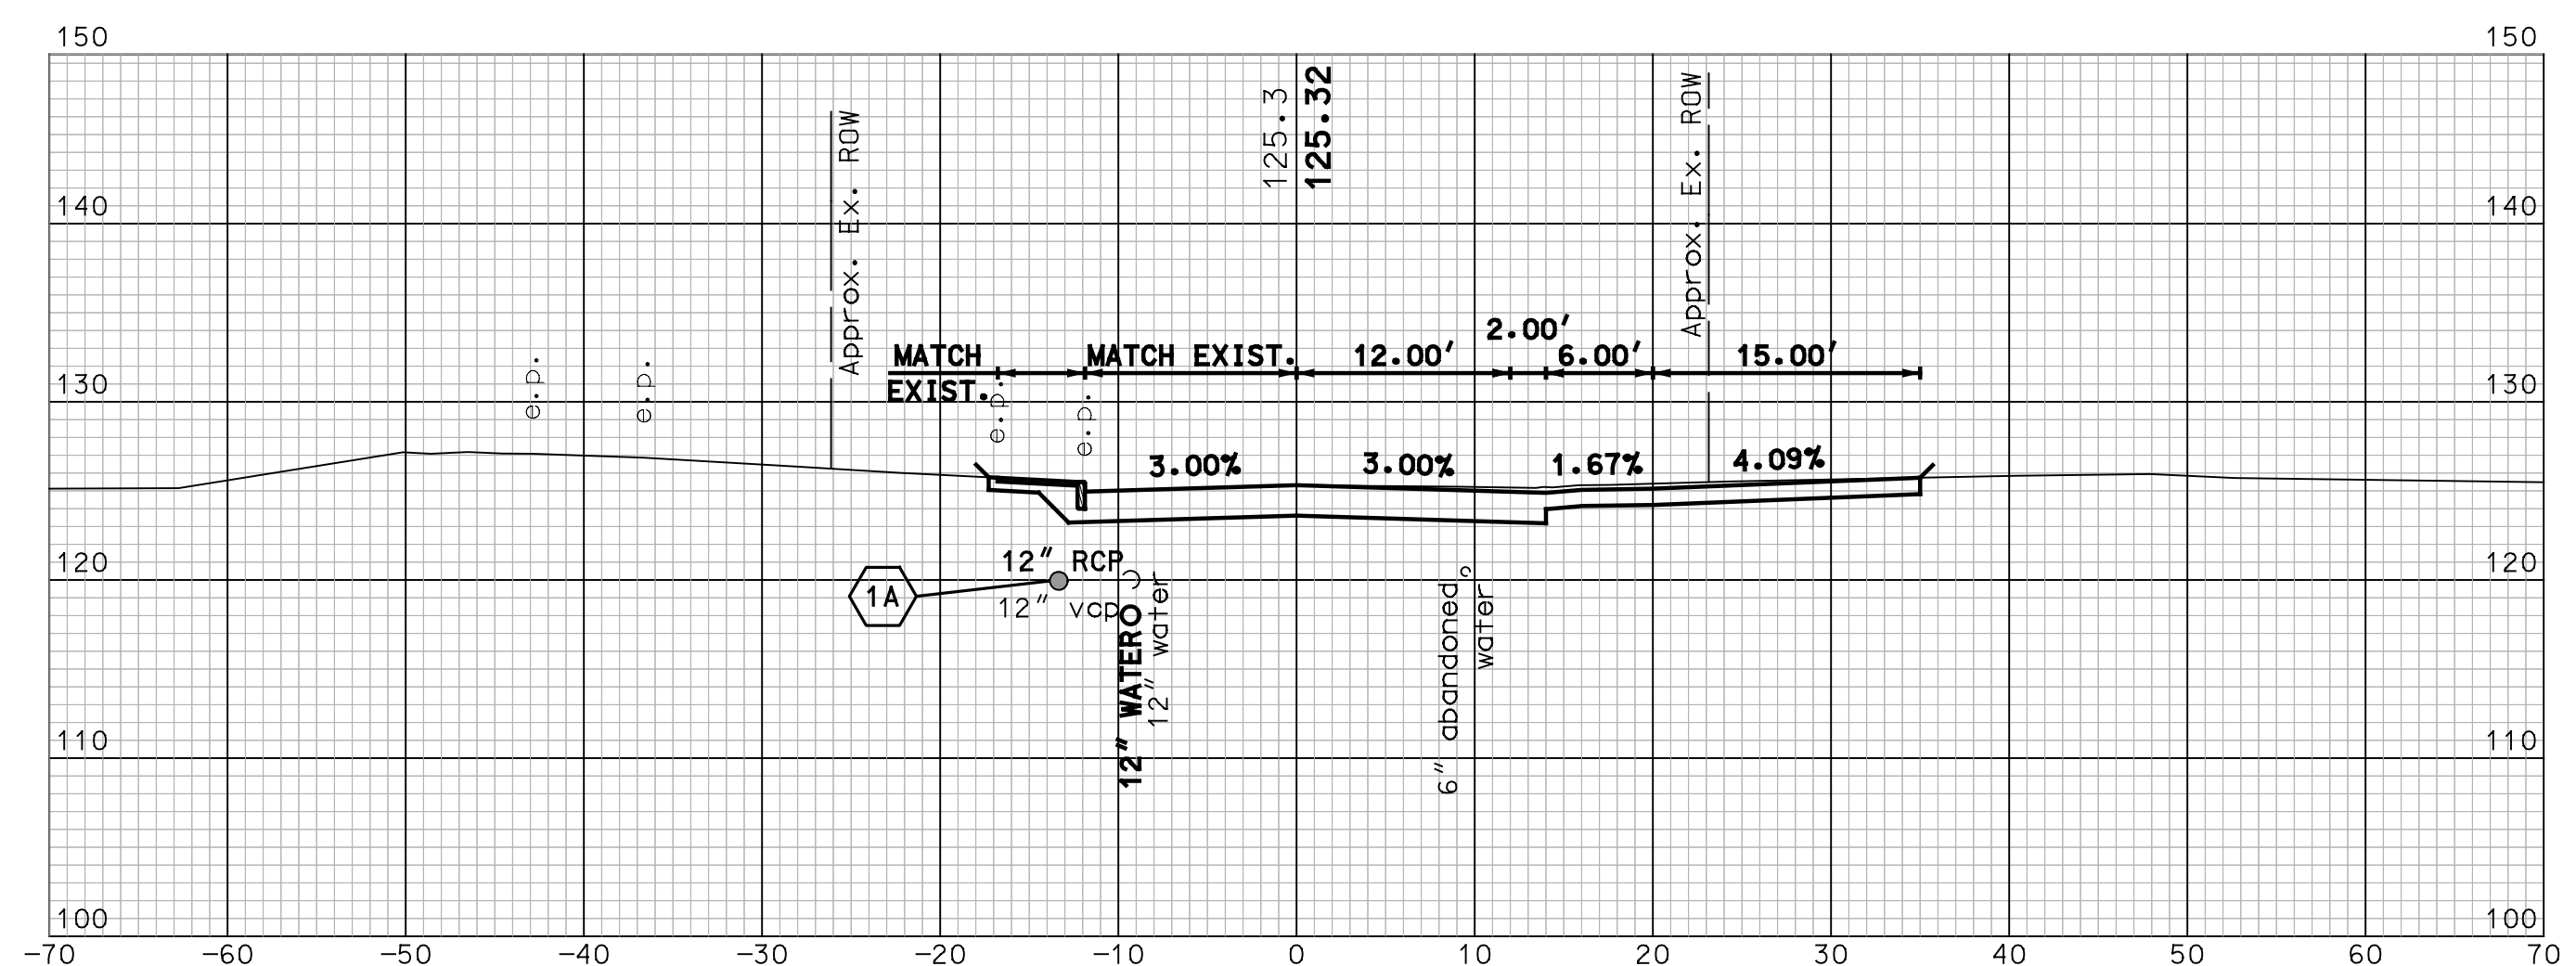 150 150
125.3
125.32
Approx. Ex. ROW
Approx. Ex. ROW
140 140
2.00'
MATCH EXIST.
MATCH EXIST.
12.00'
6.00'
15.00'
130 130
e.p.
e.p.
e.p.
e.p.
3.00%
3.00%
1.67%
4.09%
120 120
12" RCP
1A
12" vcp
12" WATER
12" water
6" abandoned water
110 110
100 100
-70 -60 -50 -40 -30 -20 -10 0 10 20 30 40 50 60 70